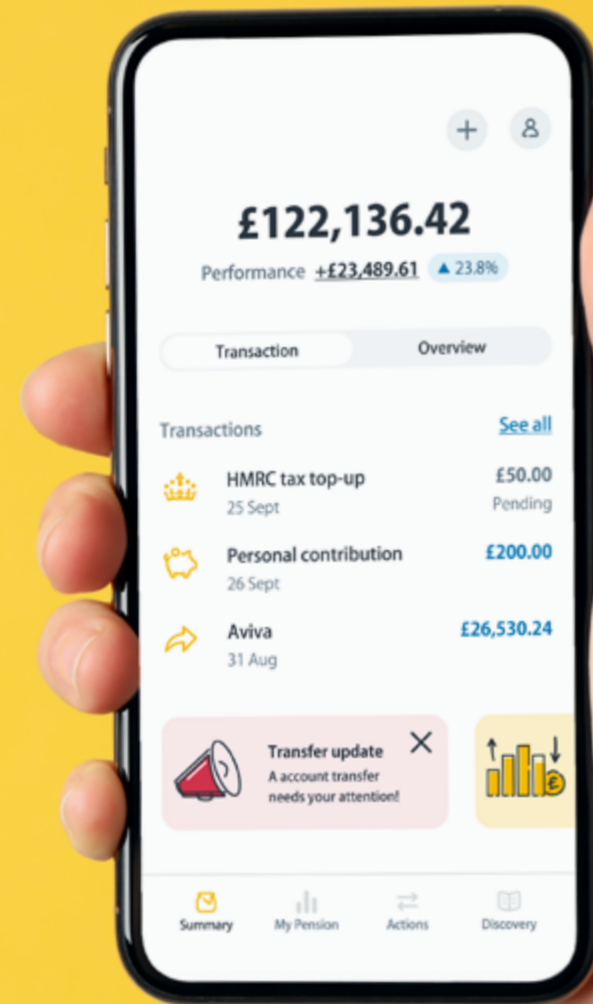 £122,136.42
Performance +£23,489.61 ▲ 23.8%
Transaction Overview
Transactions See all
HMRC tax top-up £50.00
25 Sept Pending
Personal contribution £200.00
26 Sept
Aviva £26,530.24
31 Aug
Transfer update
A account transfer
needs your attention!
Summary My Pension Actions Discovery